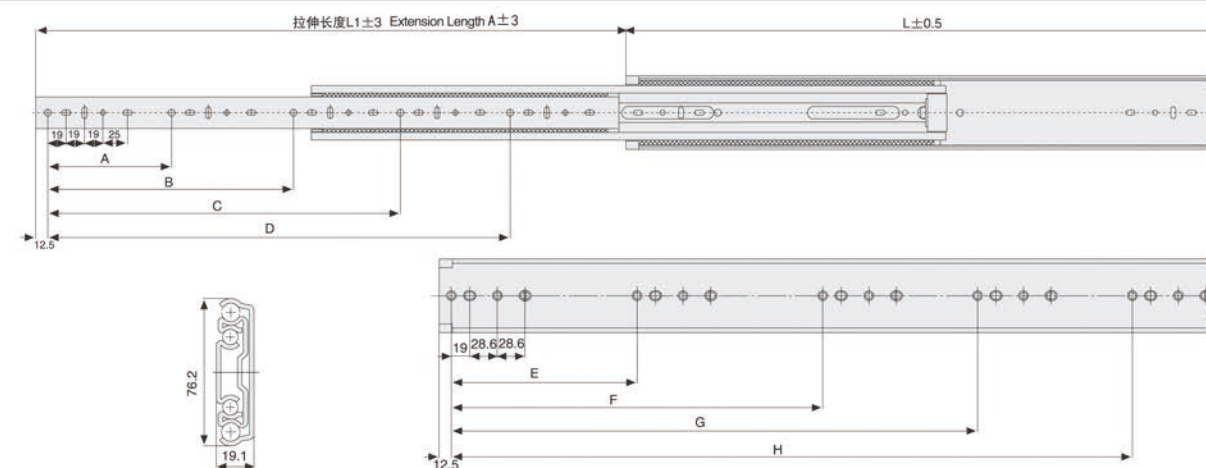 拉伸长度L1±3 Extension Length A±3
L±0.5
19 19 19 25
A
B
C
D
12.5
19 28.6 28.6
E
F
G
H
12.5
76.2
19.1